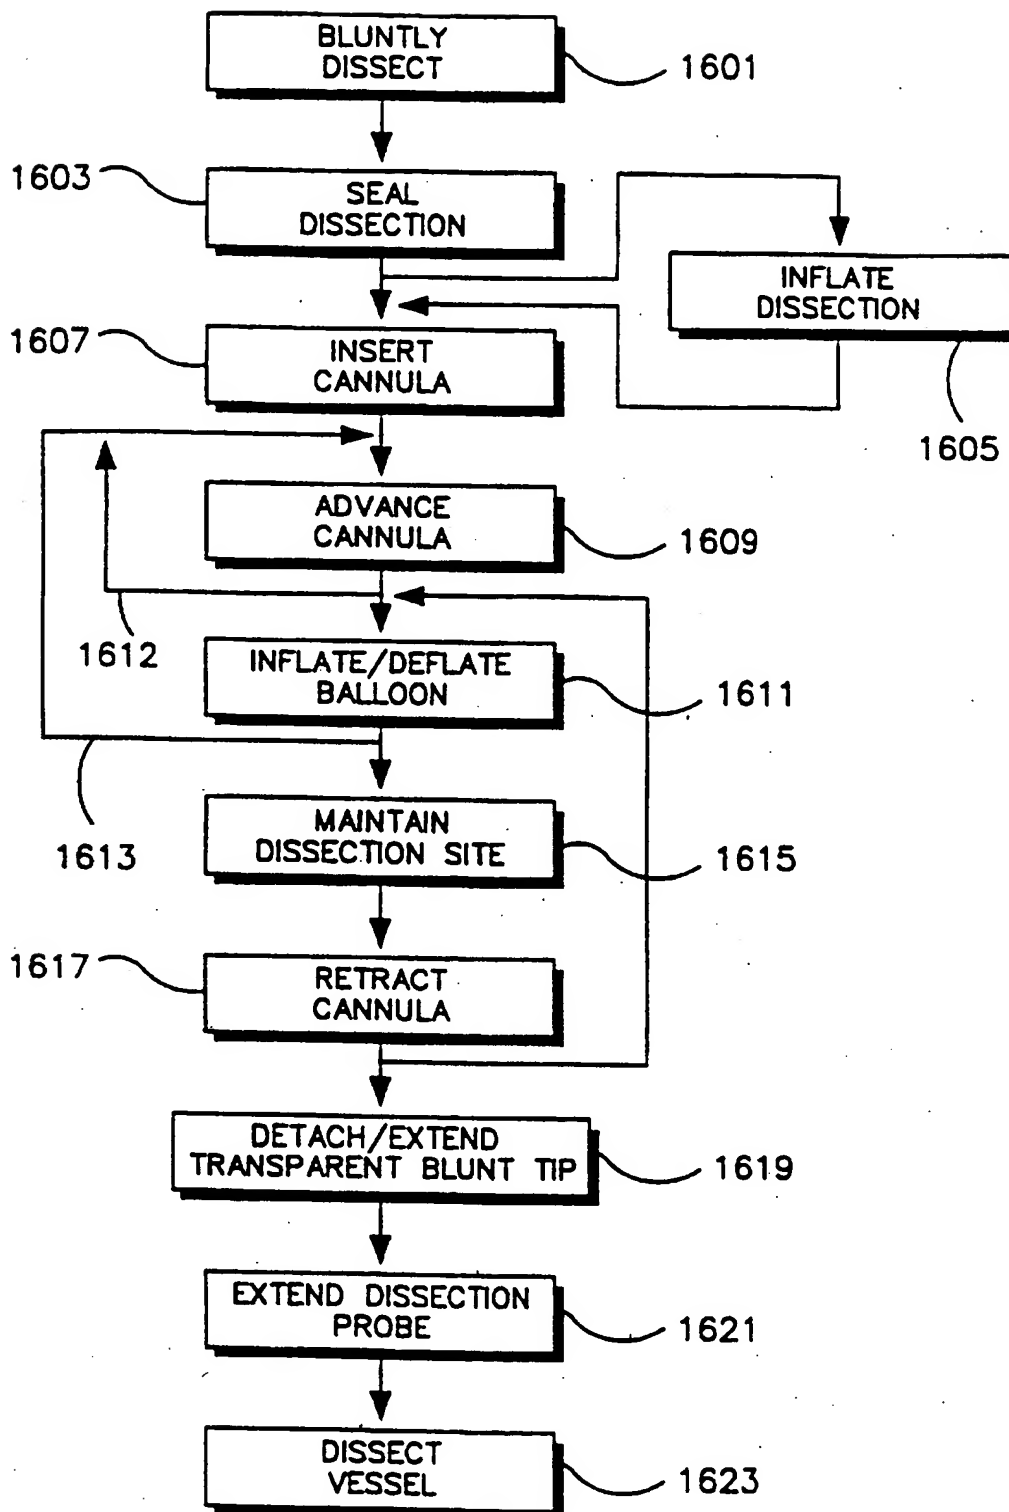 BLUNTLY
DISSECT
1601
1603
SEAL
DISSECTION
INFLATE
DISSECTION
1605
1607
INSERT
CANNULA
ADVANCE
CANNULA
1609
1612
INFLATE/DEFLATE
BALLOON
1611
1613
MAINTAIN
DISSECTION SITE
1615
1617
RETRACT
CANNULA
DETACH/EXTEND
TRANSPARENT BLUNT TIP
1619
EXTEND DISSECTION
PROBE
1621
DISSECT
VESSEL
1623